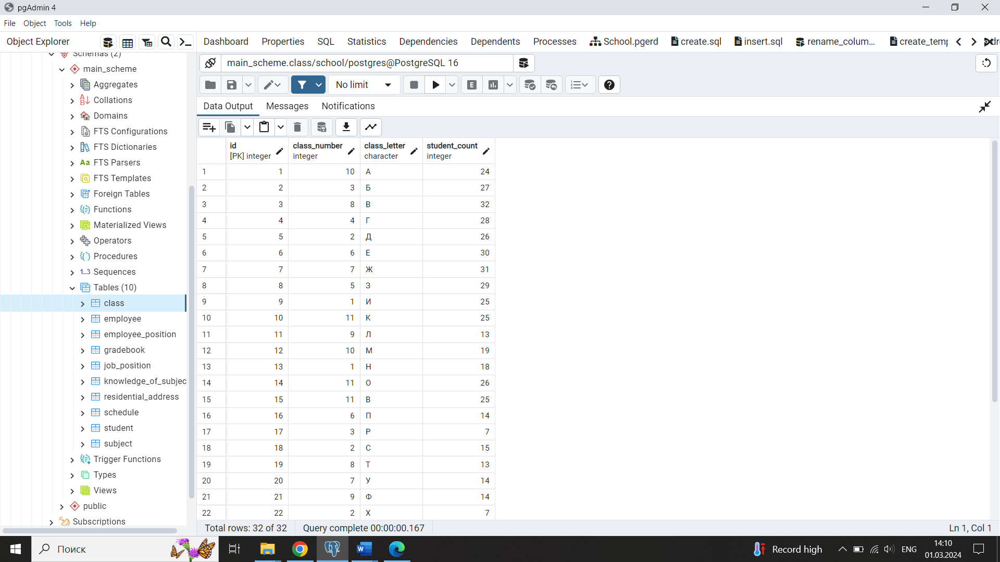 pgAdmin 4
File Object Tools Help
Object Explorer
Dashboard Properties SQL Statistics Dependencies Dependents Processes School.pgerd create.sql insert.sql rename_colum... create_temp
Schemas (2)
main_scheme
Aggregates
Collations
Domains
FTS Configurations
FTS Dictionaries
Aa FTS Parsers
FTS Templates
Foreign Tables
Functions
Materialized Views
Operators
Procedures
1..3 Sequences
Tables (10)
class
employee
employee_position
gradebook
job_position
knowledge_of_subjec
residential_address
schedule
student
subject
Trigger Functions
Types
Views
public
Subscriptions
main_scheme.class/school/postgres@PostgreSQL 16
No limit E
Data Output Messages Notifications
id class_number class_letter student_count
[PK] integer integer character integer
1 1 10 А 24
2 2 3 Б 27
3 3 8 В 32
4 4 4 Г 28
5 5 2 Д 26
6 6 6 Е 30
7 7 7 Ж 31
8 8 5 З 29
9 9 1 И 25
10 10 11 К 25
11 11 9 Л 13
12 12 10 М 19
13 13 1 Н 18
14 14 11 О 26
15 15 11 В 25
16 16 6 П 14
17 17 3 Р 7
18 18 2 С 15
19 19 8 Т 13
20 20 7 У 14
21 21 9 Ф 14
22 22 2 Х 7
Total rows: 32 of 32 Query complete 00:00:00.167 Ln 1, Col 1
Поиск
Record high ENG 14:10
01.03.2024